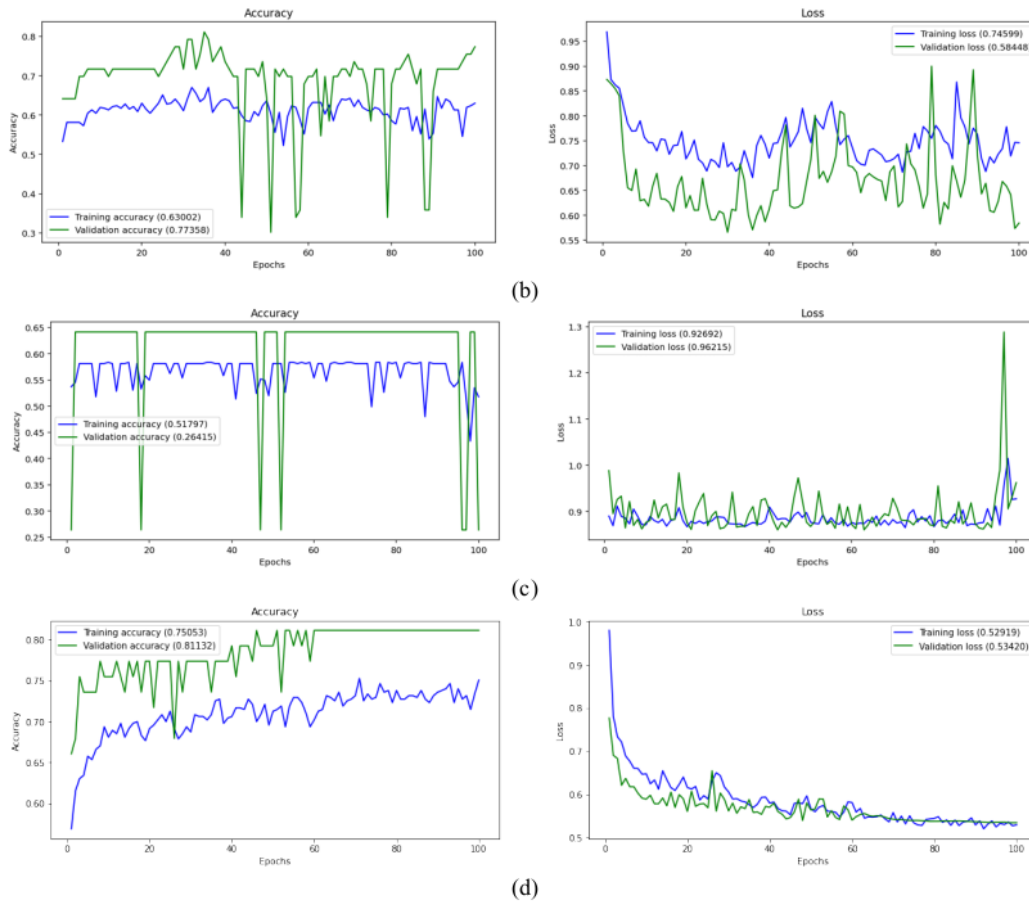 Accuracy
0.8
0.7
0.6
0.5
0.4
0.3
Accuracy
Training accuracy (0.63002)
Validation accuracy (0.77358)
0 20 40 60 80 100
Epochs
Loss
0.95
0.90
0.85
0.80
0.75
0.70
0.65
0.60
0.55
Loss
Training loss (0.74599)
Validation loss (0.58448)
0 20 40 60 80 100
Epochs
(b)
Accuracy
0.65
0.60
0.55
0.50
0.45
0.40
0.35
0.30
0.25
Accuracy
Training accuracy (0.51797)
Validation accuracy (0.26415)
0 20 40 60 80 100
Epochs
Loss
1.3
1.2
1.1
1.0
0.9
Loss
Training loss (0.92692)
Validation loss (0.96215)
0 20 40 60 80 100
Epochs
(c)
Accuracy
0.80
0.75
0.70
0.65
0.60
Accuracy
Training accuracy (0.75053)
Validation accuracy (0.81132)
0 20 40 60 80 100
Epochs
Loss
1.0
0.9
0.8
0.7
0.6
0.5
Loss
Training loss (0.52919)
Validation loss (0.53420)
0 20 40 60 80 100
Epochs
(d)